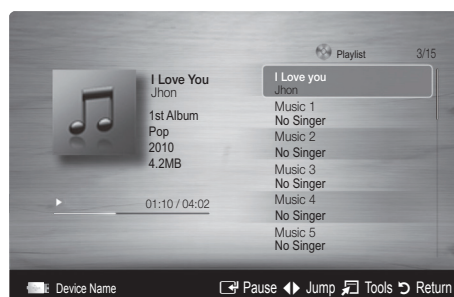 Playlist 3/15
I Love You
Jhon
1st Album
Pop
2010
4.2MB
01:10 / 04:02
I Love you
Jhon
Music 1
No Singer
Music 2
No Singer
Music 3
No Singer
Music 4
No Singer
Music 5
No Singer
Device Name Pause Jump Tools Return